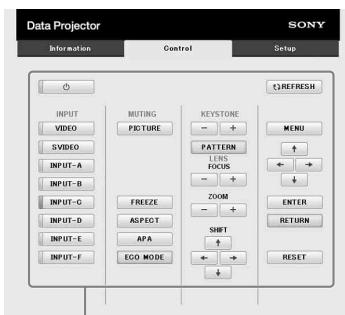 Data Projector SONY
Information Control Setup
REFRESH
INPUT MUTING KEYSTONE
VIDEO PICTURE - + MENU
SVIDEO PATTERN
LENS
INPUT-A FOCUS
INPUT-B - +
INPUT-C FREEZE ZOOM ENTER
- +
INPUT-D ASPECT RETURN
SHIFT
INPUT-E APA
INPUT-F ECO MODE RESET